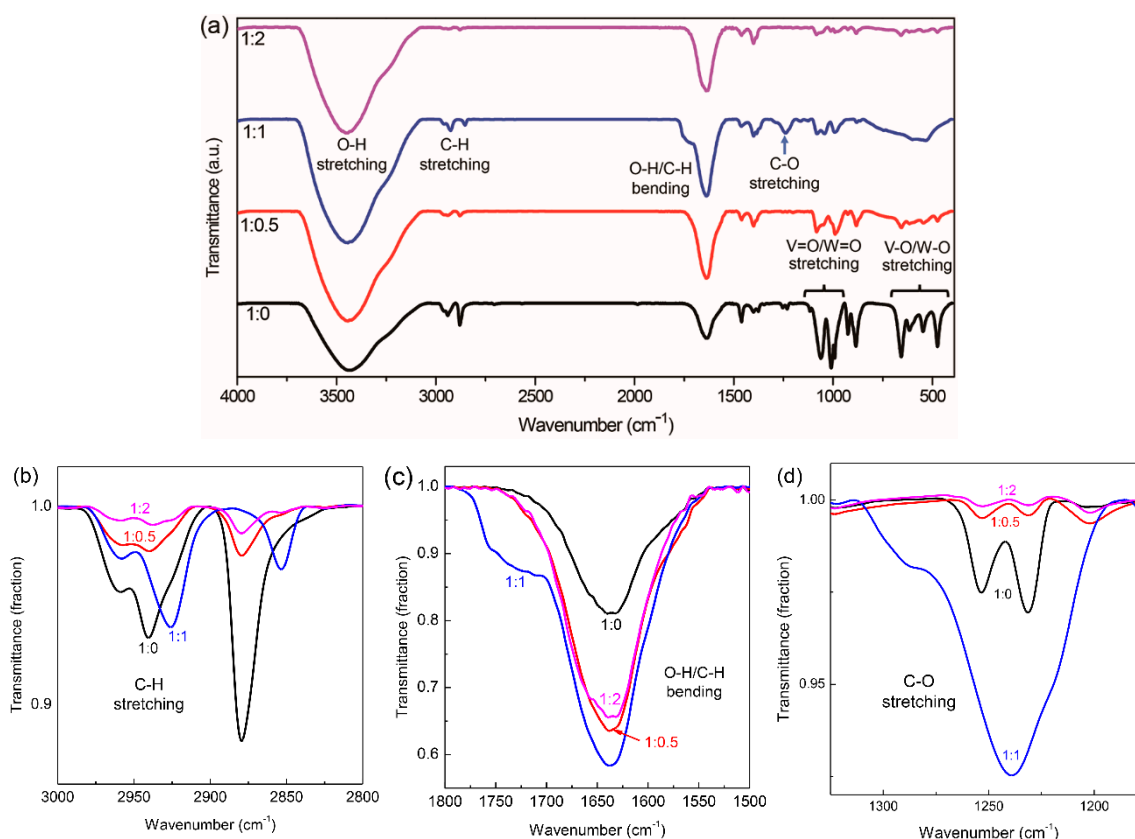 (a)
1:2
1:1
O-H
stretching
C-H
stretching
O-H/C-H
bending
C-O
stretching
1:0.5
V=O/W=O
stretching
V-O/W-O
stretching
1:0
Transmittance (a.u.)
4000 3500 3000 2500 2000 1500 1000 500
Wavenumber (cm⁻¹)
(b)
1.0
0.9
1:2
1:0.5
1:0
1:1
C-H
stretching
Transmittance (fraction)
3000 2950 2900 2850 2800
Wavenumber (cm⁻¹)
(c)
1.0
0.9
0.8
0.7
0.6
1:1
1:0
O-H/C-H
bending
1:2
1:0.5
Transmittance (fraction)
1800 1750 1700 1650 1600 1550 1500
Wavenumber (cm⁻¹)
(d)
1.00
0.95
1:2
1:0.5
1:0
C-O
stretching
1:1
Transmittance (fraction)
1300 1250 1200
Wavenumber (cm⁻¹)